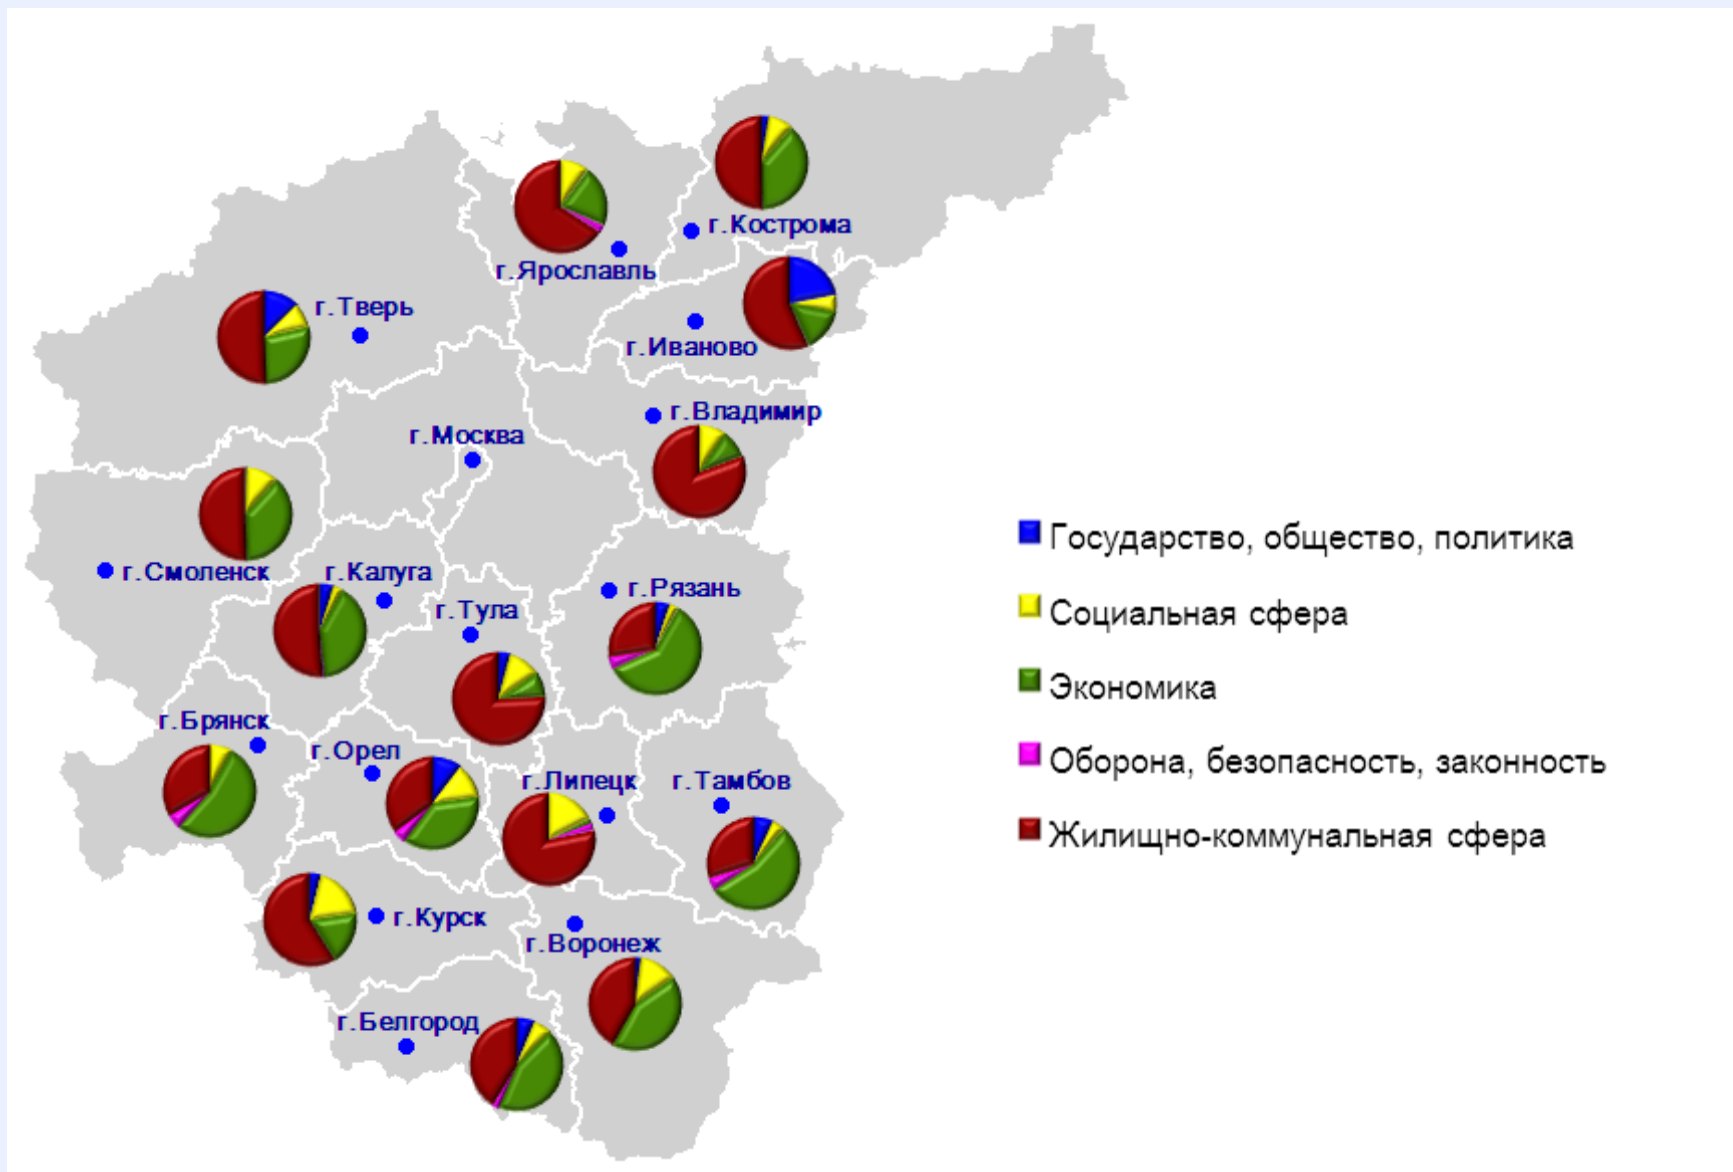 г.Кострома
г.Ярославль
г.Тверь
г.Иваново
г.Владимир
г.Москва
г.Смоленск
г.Калуга
г.Рязань
г.Тула
г.Брянск
г.Орел
г.Липецк
г.Тамбов
г.Курск
г.Воронеж
г.Белгород
Государство, общество, политика
Социальная сфера
Экономика
Оборона, безопасность, законность
Жилищно-коммунальная сфера